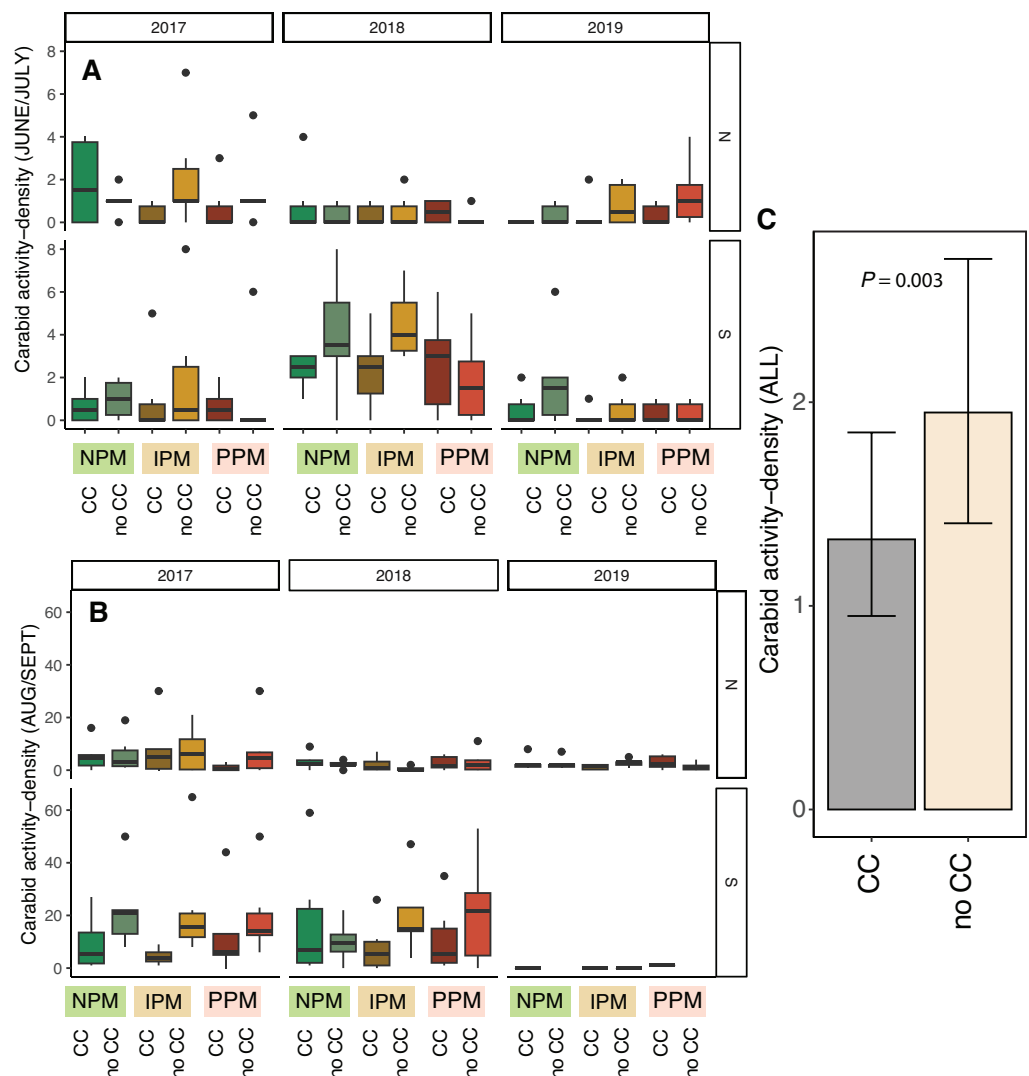 2017 2018 2019
A
Carabid activity-density (JUNE/JULY)
8
6
4
2
0
N
8
6
4
2
0
S
NPM IPM PPM NPM IPM PPM NPM IPM PPM
CC no CC CC no CC CC no CC CC no CC CC no CC CC no CC CC no CC CC no CC CC no CC
2017 2018 2019
B
Carabid activity-density (AUG/SEPT)
60
40
20
0
N
60
40
20
0
S
NPM IPM PPM NPM IPM PPM NPM IPM PPM
CC no CC CC no CC CC no CC CC no CC CC no CC CC no CC CC no CC CC no CC CC no CC
C
P = 0.003
Carabid activity-density (ALL)
2
1
0
CC no CC